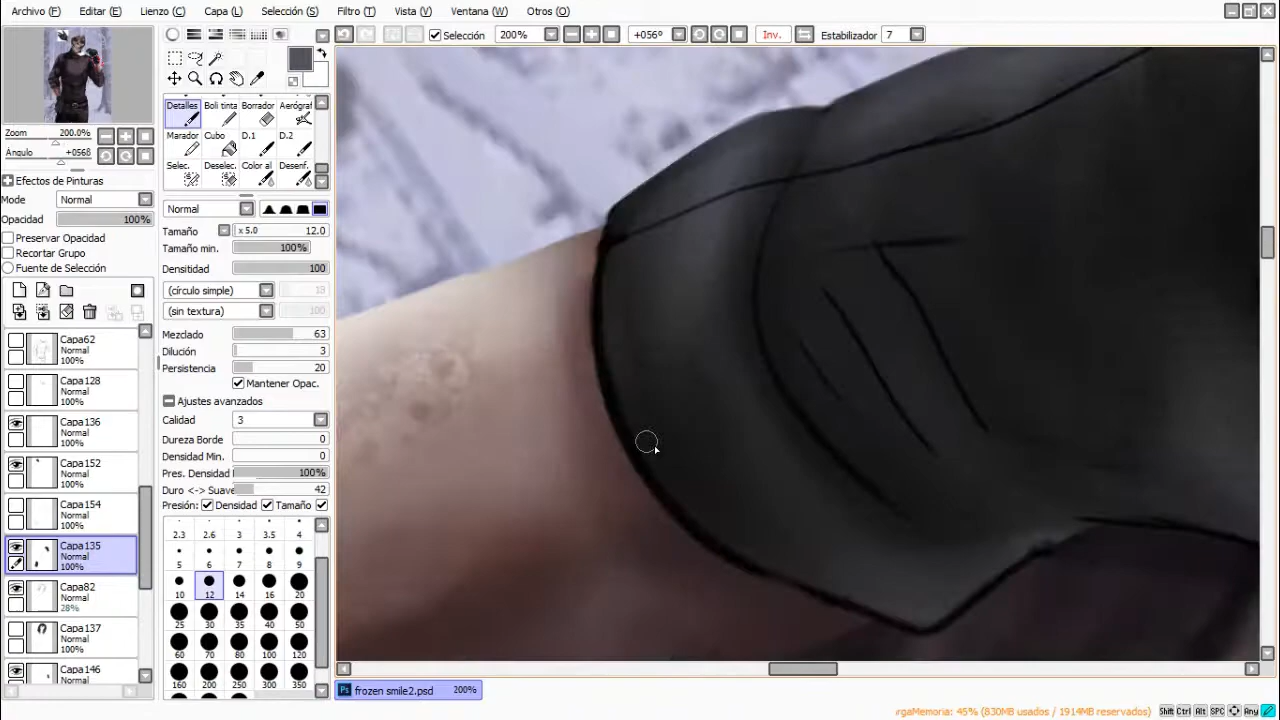 Archivo (F) Editar (E) Lienzo (C) Capa (L) Selección (S) Filtro (T) Vista (V) Ventana (W) Otros (O)
Selección 200% +056º Inv. Estabilizador 7
Zoom 200.0%
Ángulo +056ß
Efectos de Pinturas
Mode Normal
Opacidad 100%
Preservar Opacidad
Recortar Grupo
Fuente de Selección
Capa62
Normal
100%
Capa128
Normal
100%
Capa136
Normal
100%
Capa152
Normal
100%
Capa154
Normal
100%
Capa135
Normal
100%
Capa82
Normal
28%
Capa137
Normal
100%
Capa146
Normal
Detalles Boli tinta Borrador Aerógraf
Marador Cubo D.1 D.2
Selec. Deselec. Color al Desenf.
Normal
Tamaño x 5.0 12.0
Tamaño min. 100%
Densitidad 100
(círculo simple) 13
(sin textura) 100
Mezclado 63
Dilución 3
Persistencia 20
Mantener Opac.
Ajustes avanzados
Calidad 3
Dureza Borde 0
Densidad Min. 0
Pres. Densidad 100%
Duro <-> Suave 42
Presión: Densidad Tamaño
2.3 2.6 3 3.5 4
5 6 7 8 9
10 12 14 16 20
25 30 35 40 50
60 70 80 100 120
160 200 250 300 350
Ps frozen smile2.psd 200%
rgaMemoria: 45% (830MB usados / 1914MB reservados)
Shift Ctrl Alt SPC Any